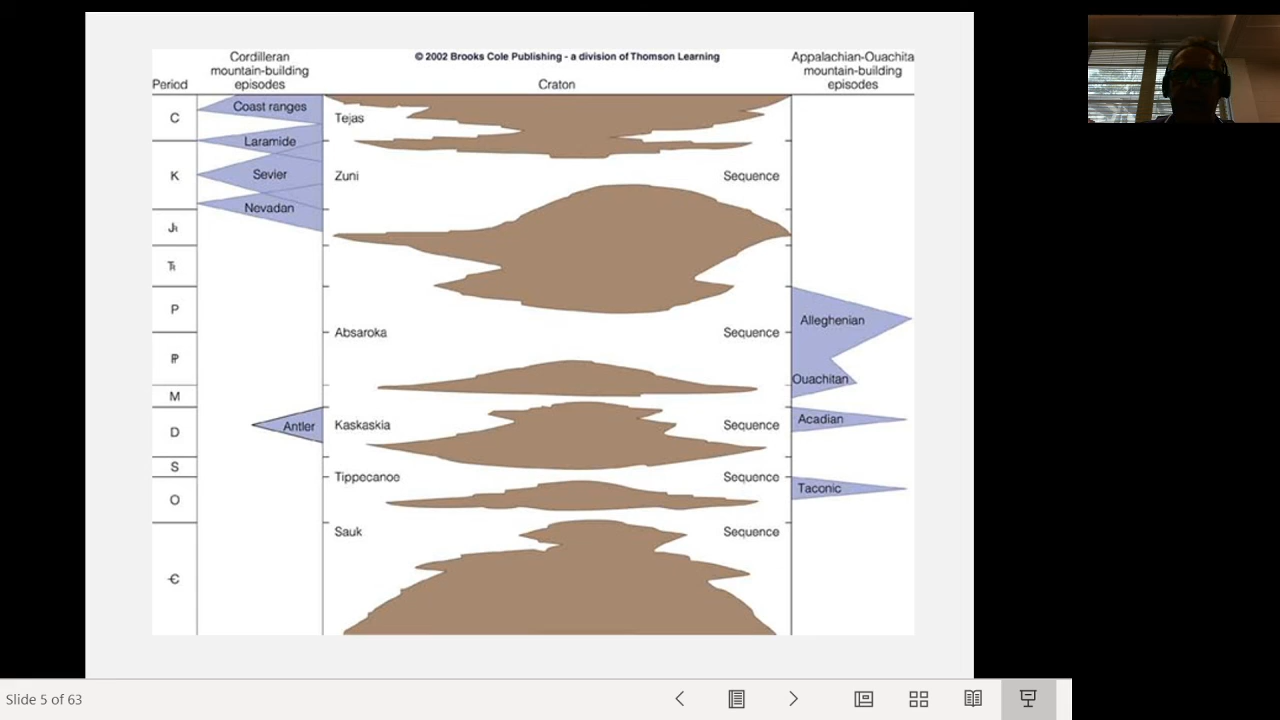 Cordilleran
mountain-building
episodes
© 2002 Brooks Cole Publishing - a division of Thomson Learning
Appalachian-Ouachita
mountain-building
episodes
Period
Craton
C
Coast ranges
Tejas
Laramide
K
Sevier
Zuni
Sequence
Nevadan
J
Ƭ
P
Alleghenian
Absaroka
Sequence
Ouachitan
M
Acadian
D
Antler
Kaskaskia
Sequence
S
Tippecanoe
Sequence
O
Taconic
Sauk
Sequence
Є
Slide 5 of 63